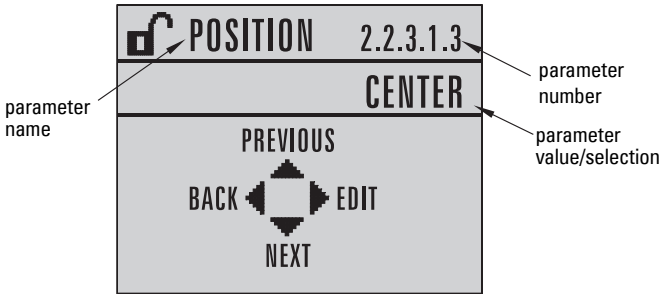 POSITION 2.2.3.1.3
parameter
name
parameter
number
CENTER
parameter
value/selection
PREVIOUS
BACK EDIT
NEXT